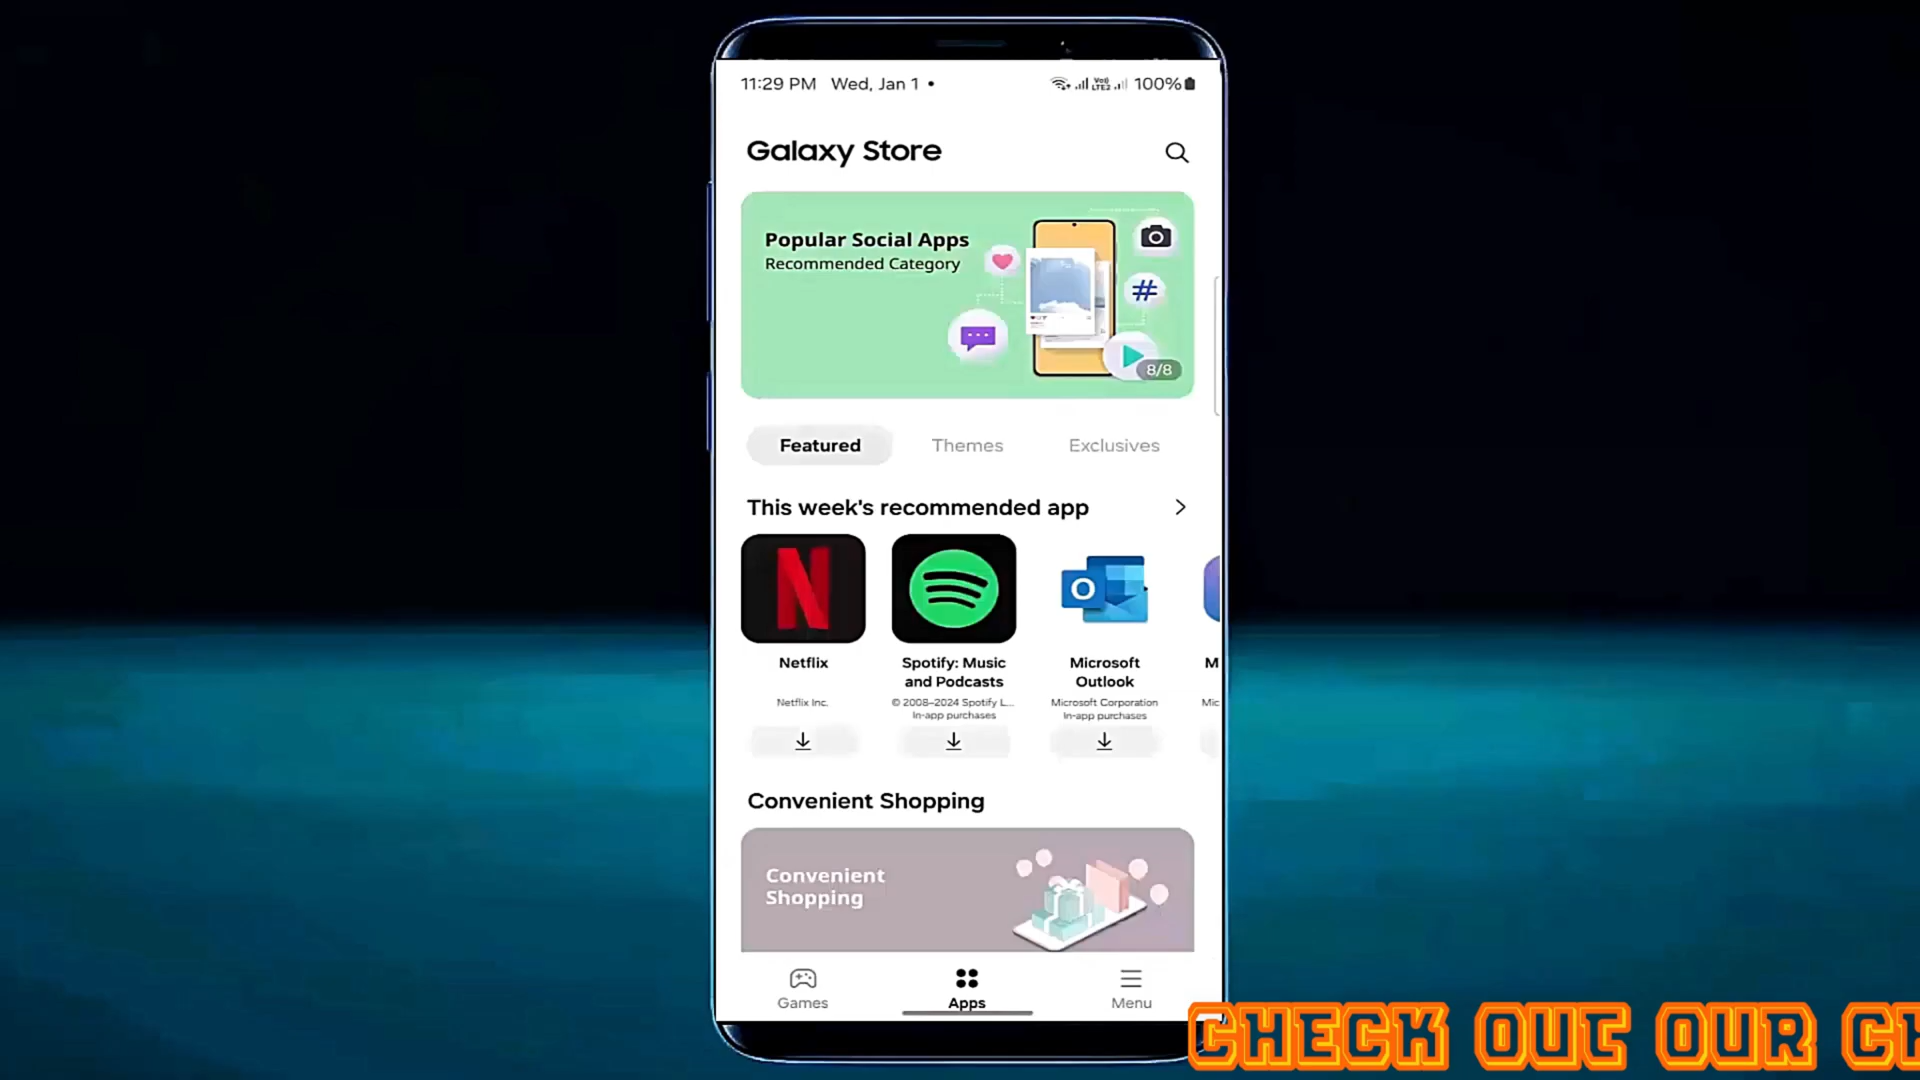 11:29 PM Wed, Jan 1 • 100%
Galaxy Store
Popular Social Apps
Recommended Category
#
8/8
Featured Themes Exclusives
This week's recommended app
N
O
Netflix
Spotify: Music
and Podcasts
Microsoft
Outlook
M
Netflix Inc.
© 2008–2024 Spotify L...
In-app purchases
Microsoft Corporation
In-app purchases
Mic
Convenient Shopping
Convenient
Shopping
Games Apps Menu
CHECK OUT OUR CH